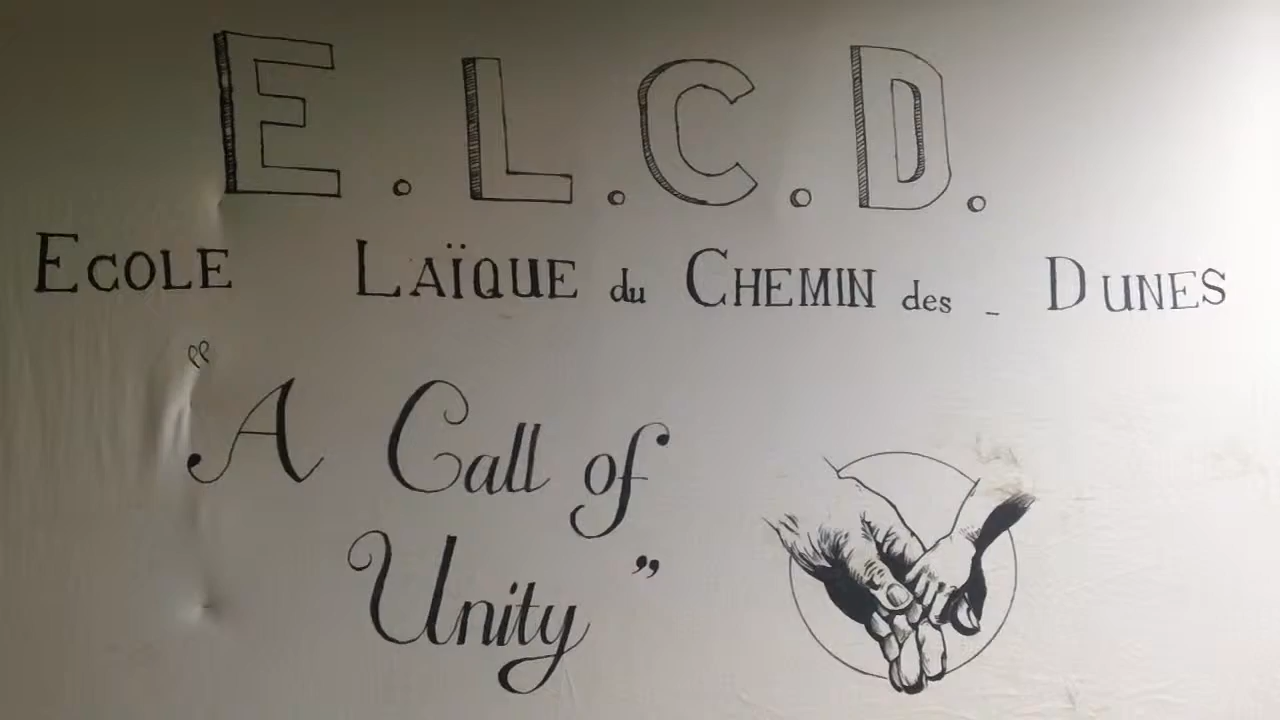 E.L.C.D.
ECOLE LAÏQUE du CHEMIN des - DUNES
"A Call of
Unity"